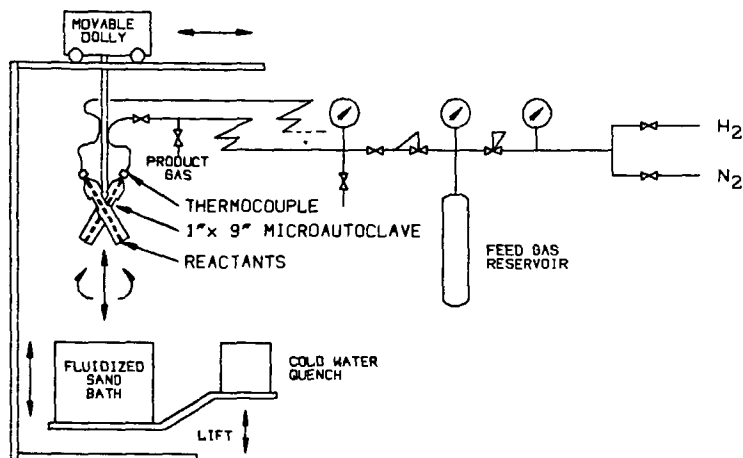 MOVABLE
DOLLY
H2
N2
PRODUCT
GAS
THERMOCOUPLE
1"x 9" MICROAUTOCLAVE
REACTANTS
FEED GAS
RESERVOIR
FLUIDIZED
SAND
BATH
COLD WATER
QUENCH
LIFT